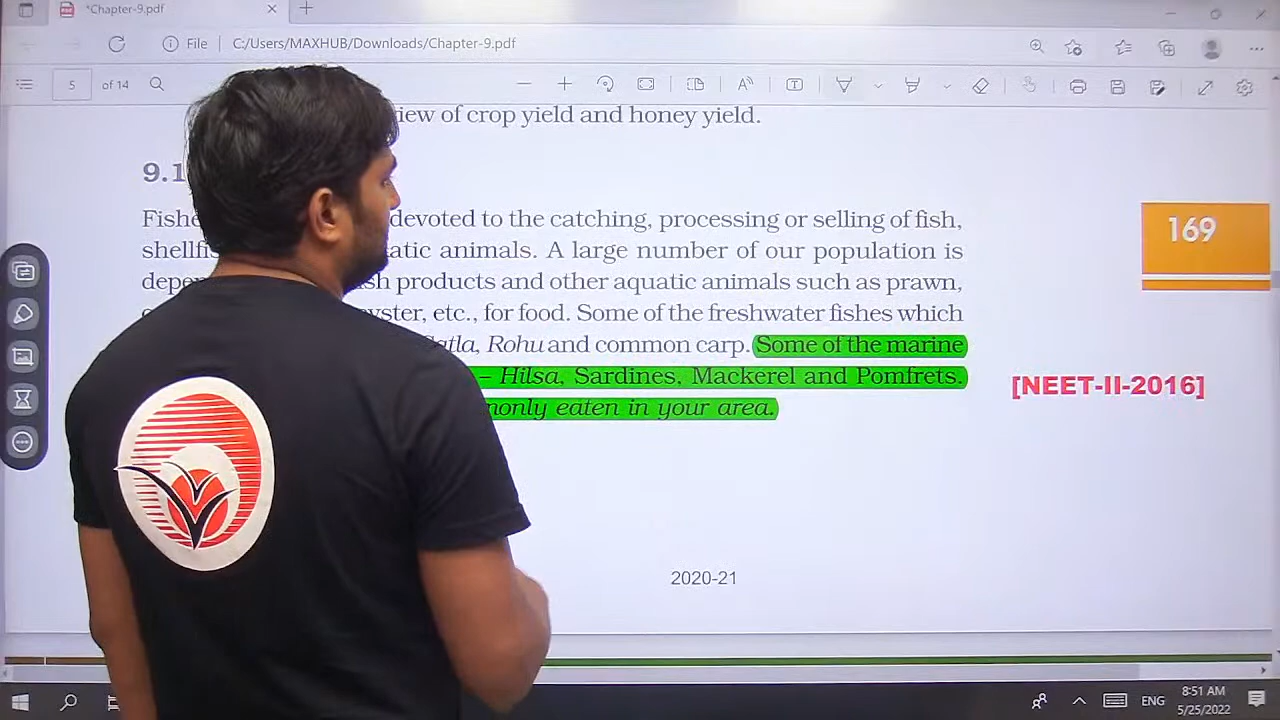 *Chapter-9.pdf
File
C:/Users/MAXHUB/Downloads/Chapter-9.pdf
5 of 14
iew of crop yield and honey yield.
9.1
Fishe devoted to the catching, processing or selling of fish,
shellfis atic animals. A large number of our population is
depen sh products and other aquatic animals such as prawn,
yster, etc., for food. Some of the freshwater fishes which
Catla, Rohu and common carp. Some of the marine
– Hilsa, Sardines, Mackerel and Pomfrets.
monly eaten in your area.
169
[NEET-II-2016]
2020-21
ENG
8:51 AM
5/25/2022